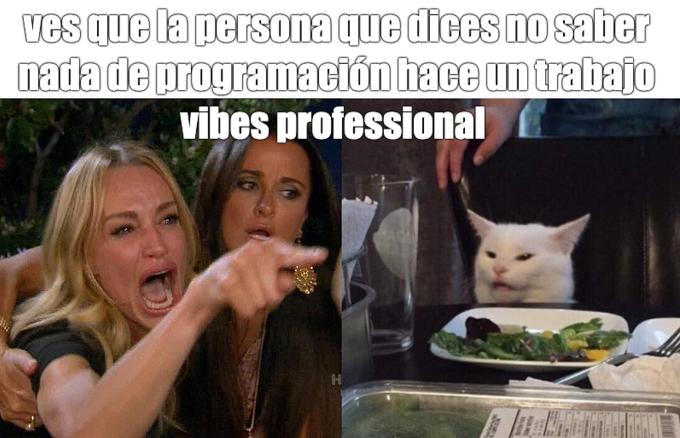 ves que la persona que dices no saber
nada de programación hace un trabajo
vibes professional
H